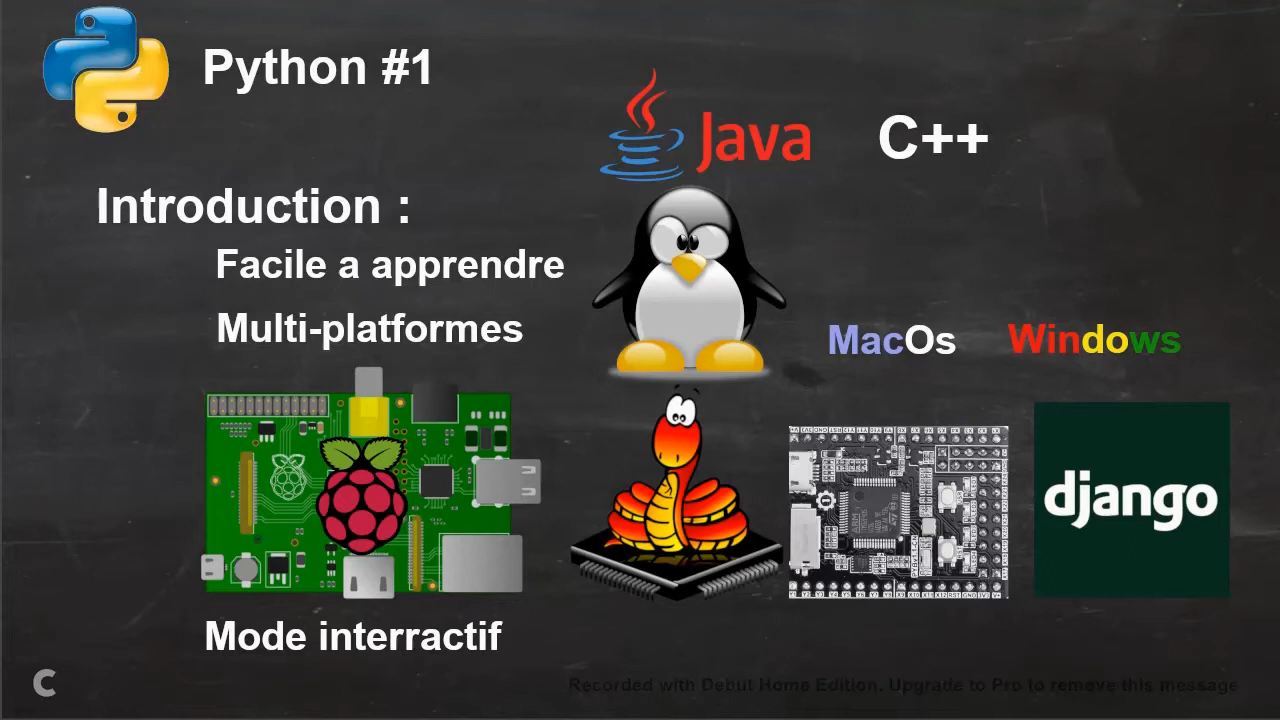 Python #1
Java
C++
Introduction :
Facile a apprendre
Multi-platformes
MacOs
Windows
django
Mode interractif
C
Recorded with Debut Home Edition. Upgrade to Pro to remove this message